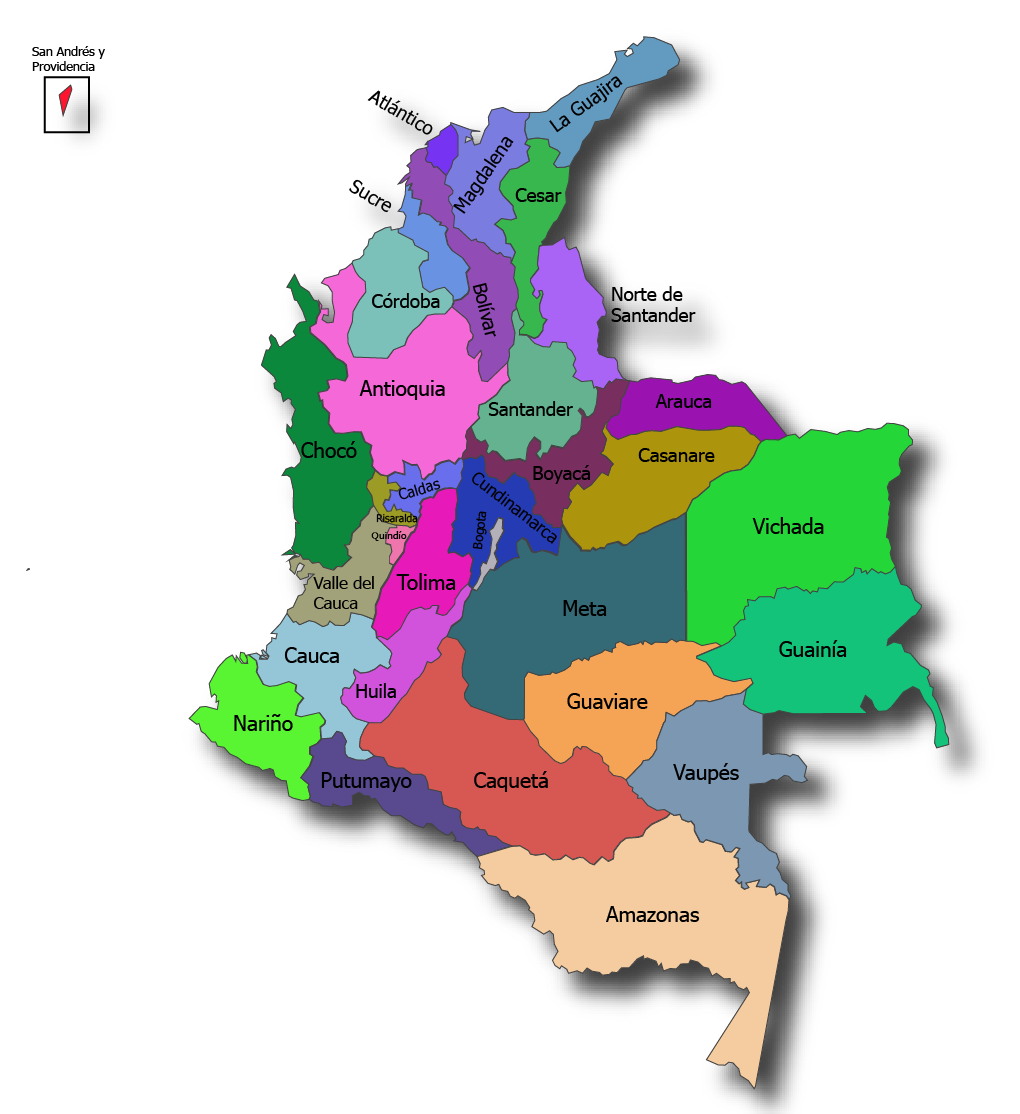 San Andrés y
Providencia
La Guajira
Atlántico
Magdalena
Cesar
Sucre
Bolívar
Córdoba
Norte de
Santander
Antioquia
Santander
Arauca
Chocó
Boyacá
Casanare
Caldas
Cundinamarca
Risaralda
Quindío
Bogota
Vichada
Valle del
Cauca
Tolima
Meta
Cauca
Guainía
Huila
Guaviare
Nariño
Vaupés
Putumayo
Caquetá
Amazonas